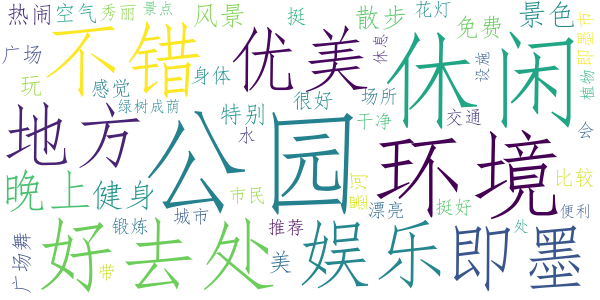 热闹 空气 秀丽 景点 风景 挺 散步 花灯 免费 景色
广场 不错 优美 休闲 休息 设施 植物 即墨市
玩 感觉 身体
绿树成荫 特别 很好 场所 干净 交通 会
地方 公园 水 环境
晚上 健身 市民 墨河 漂亮 挺好 比较 便利
锻炼 城市 推荐
广场舞 好去处 美 娱乐 即墨 处
带